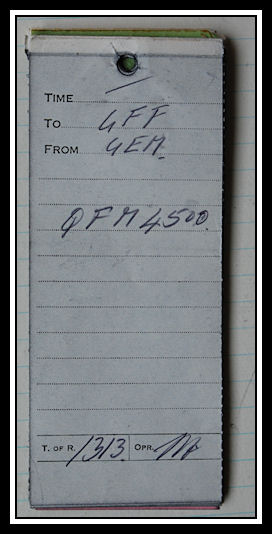 TIME
TO GFF
FROM GEM.
QFM 4500.
T. OF R. 1313. OPR.